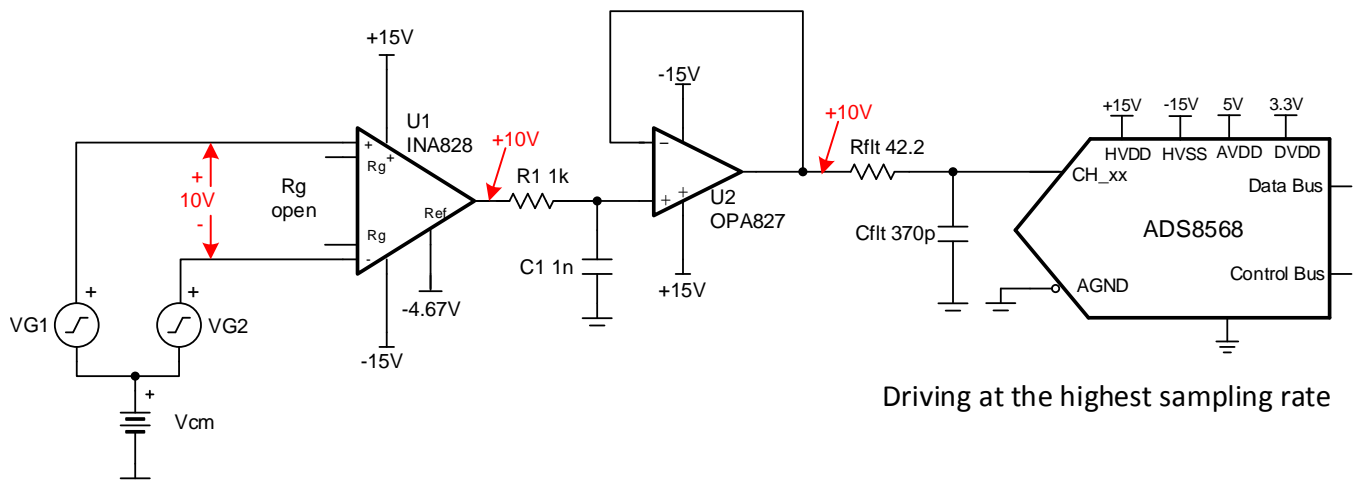 +15V
U1
INA828
+
Rg
+
Rg
open
Rg
-
Ref
-4.67V
-15V
+
10V
-
+
VG1
+
VG2
+
Vcm
+10V
R1 1k
C1 1n
-15V
−
+
+
U2
OPA827
+15V
+10V
Rflt 42.2
Cflt 370p
+15V
-15V
5V
3.3V
HVDD
HVSS
AVDD
DVDD
CH_xx
Data Bus
ADS8568
Control Bus
AGND
Driving at the highest sampling rate